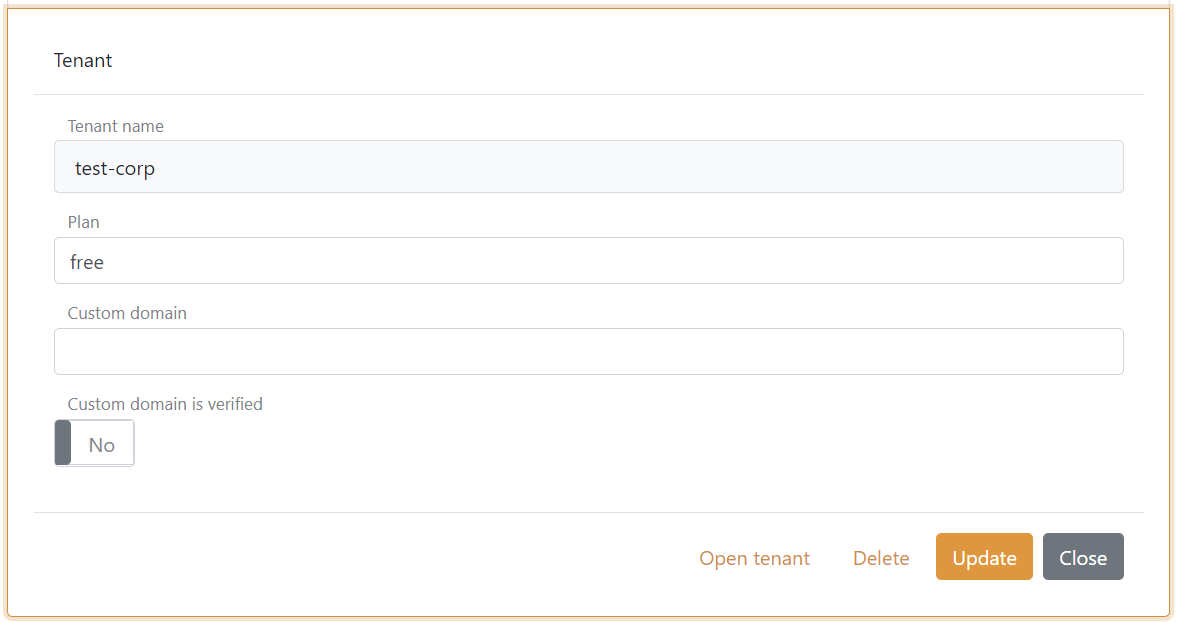 Tenant
Tenant name
test-corp
Plan
free
Custom domain
Custom domain is verified
No
Open tenant Delete Update Close